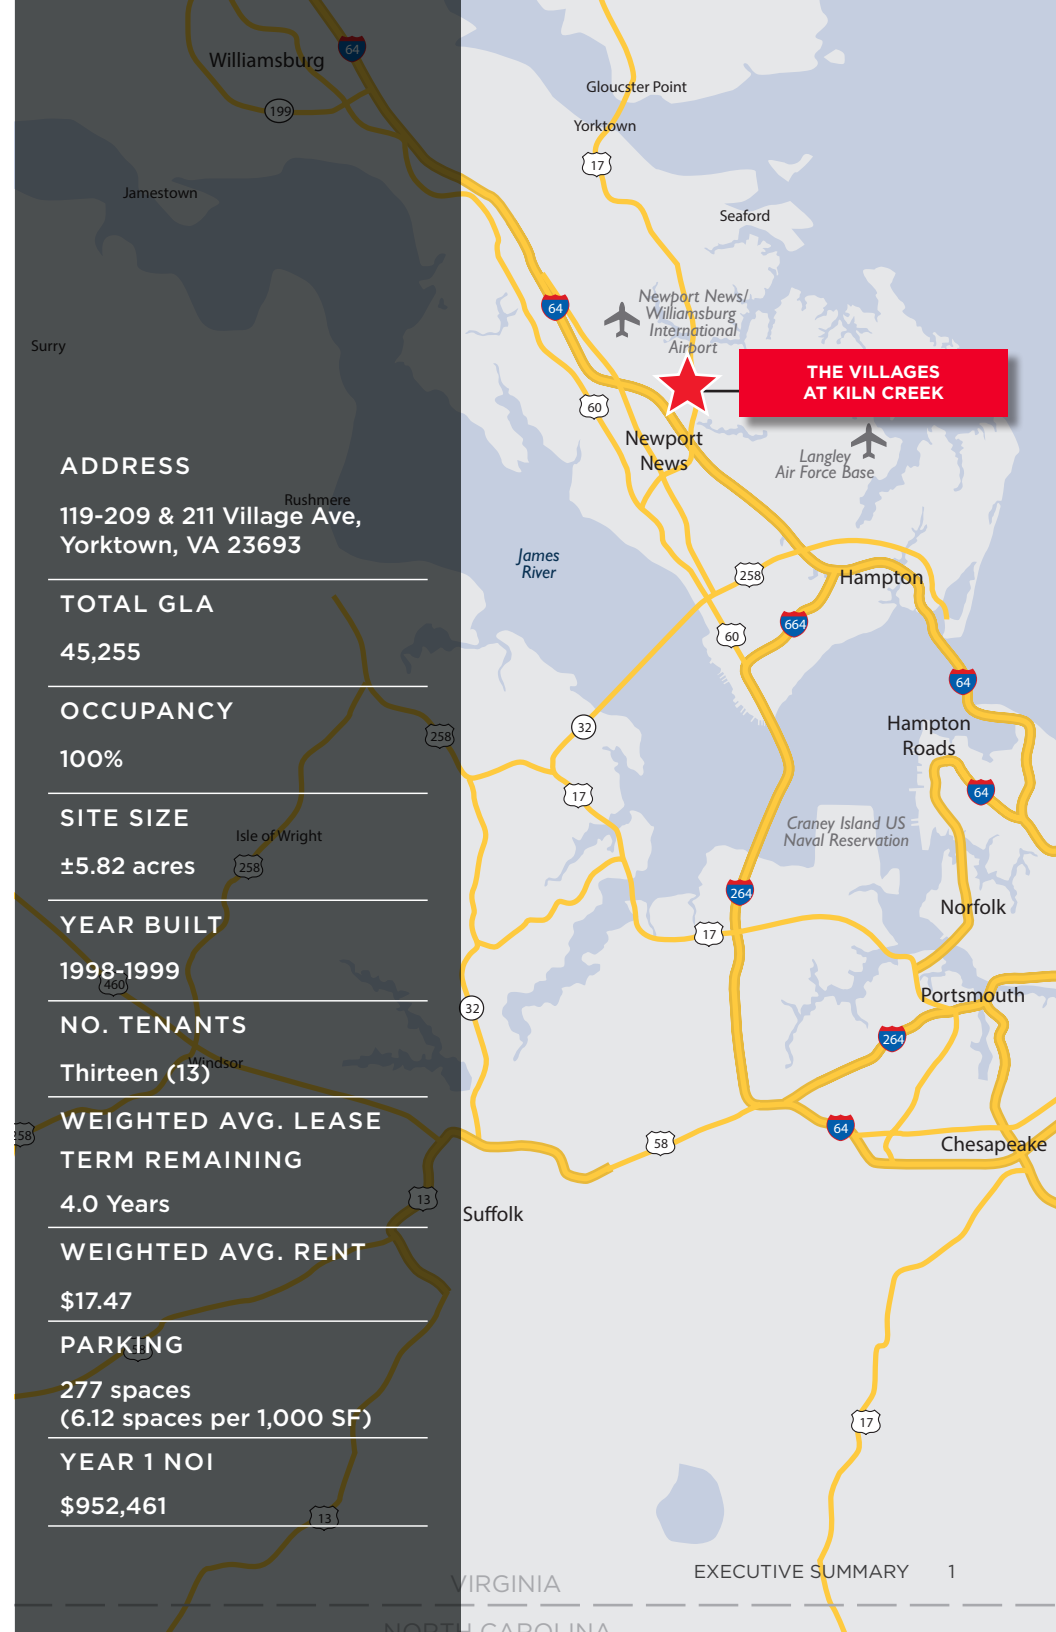 Williamsburg
64
199
Jamestown
Surry
Rushmere
ADDRESS
119-209 & 211 Village Ave,
Yorktown, VA 23693
TOTAL GLA
45,255
OCCUPANCY
100%
SITE SIZE
±5.82 acres
YEAR BUILT
1998-1999
NO. TENANTS
Thirteen (13)
WEIGHTED AVG. LEASE
TERM REMAINING
4.0 Years
WEIGHTED AVG. RENT
$17.47
PARKING
277 spaces
(6.12 spaces per 1,000 SF)
YEAR 1 NOI
$952,461
258
Isle of Wright
258
460
Windsor
258
13
58
13
Gloucster Point
Yorktown
17
Seaford
64
Newport News/
Williamsburg
International
Airport
THE VILLAGES
AT KILN CREEK
60
Newport
News
Langley
Air Force Base
James
River
258
Hampton
664
60
64
32
Hampton
Roads
17
64
Craney Island US
Naval Reservation
264
Norfolk
17
Portsmouth
32
264
64
58
Chesapeake
Suffolk
17
EXECUTIVE SUMMARY 1
VIRGINIA
NORTH CAROLINA